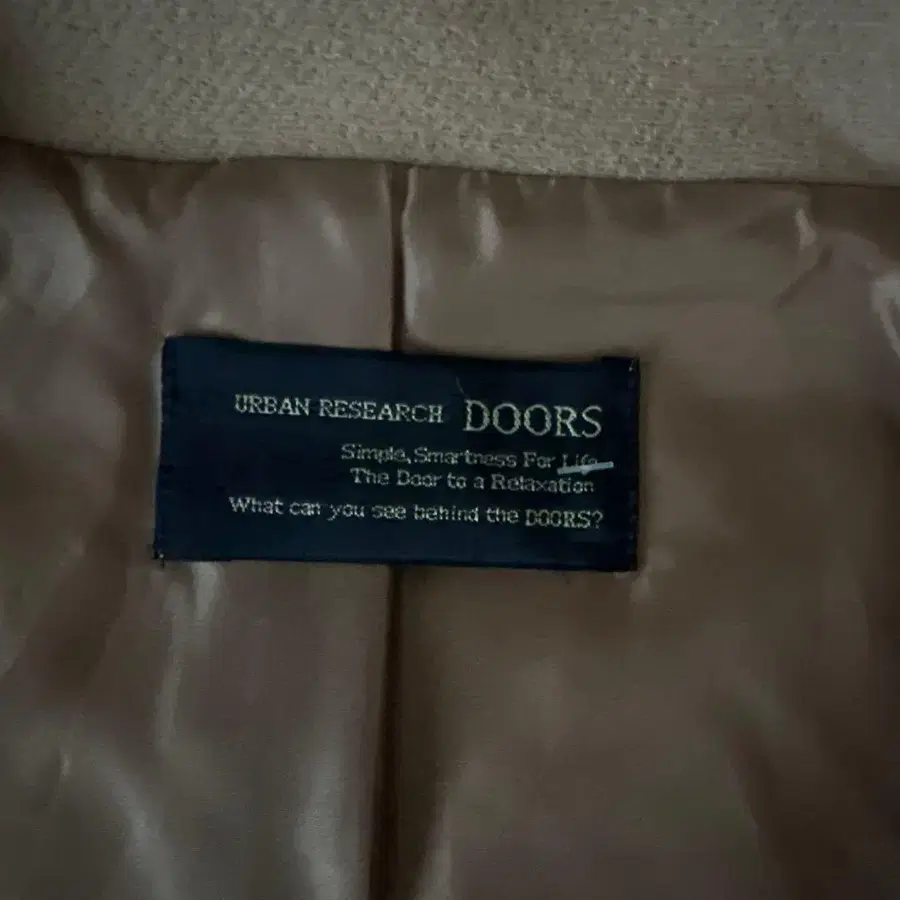 URBAN RESEARCH DOORS
Simple, Smartness For Life
The Door to a Relaxation
What can you see behind the DOORS?